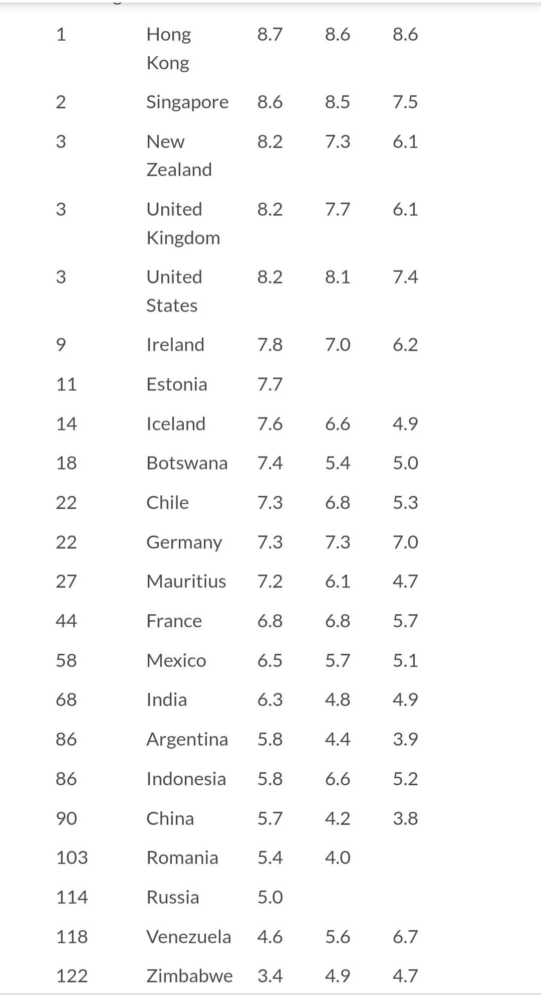 1 Hong 8.7 8.6 8.6
Kong
2 Singapore 8.6 8.5 7.5
3 New 8.2 7.3 6.1
Zealand
3 United 8.2 7.7 6.1
Kingdom
3 United 8.2 8.1 7.4
States
9 Ireland 7.8 7.0 6.2
11 Estonia 7.7
14 Iceland 7.6 6.6 4.9
18 Botswana 7.4 5.4 5.0
22 Chile 7.3 6.8 5.3
22 Germany 7.3 7.3 7.0
27 Mauritius 7.2 6.1 4.7
44 France 6.8 6.8 5.7
58 Mexico 6.5 5.7 5.1
68 India 6.3 4.8 4.9
86 Argentina 5.8 4.4 3.9
86 Indonesia 5.8 6.6 5.2
90 China 5.7 4.2 3.8
103 Romania 5.4 4.0
114 Russia 5.0
118 Venezuela 4.6 5.6 6.7
122 Zimbabwe 3.4 4.9 4.7